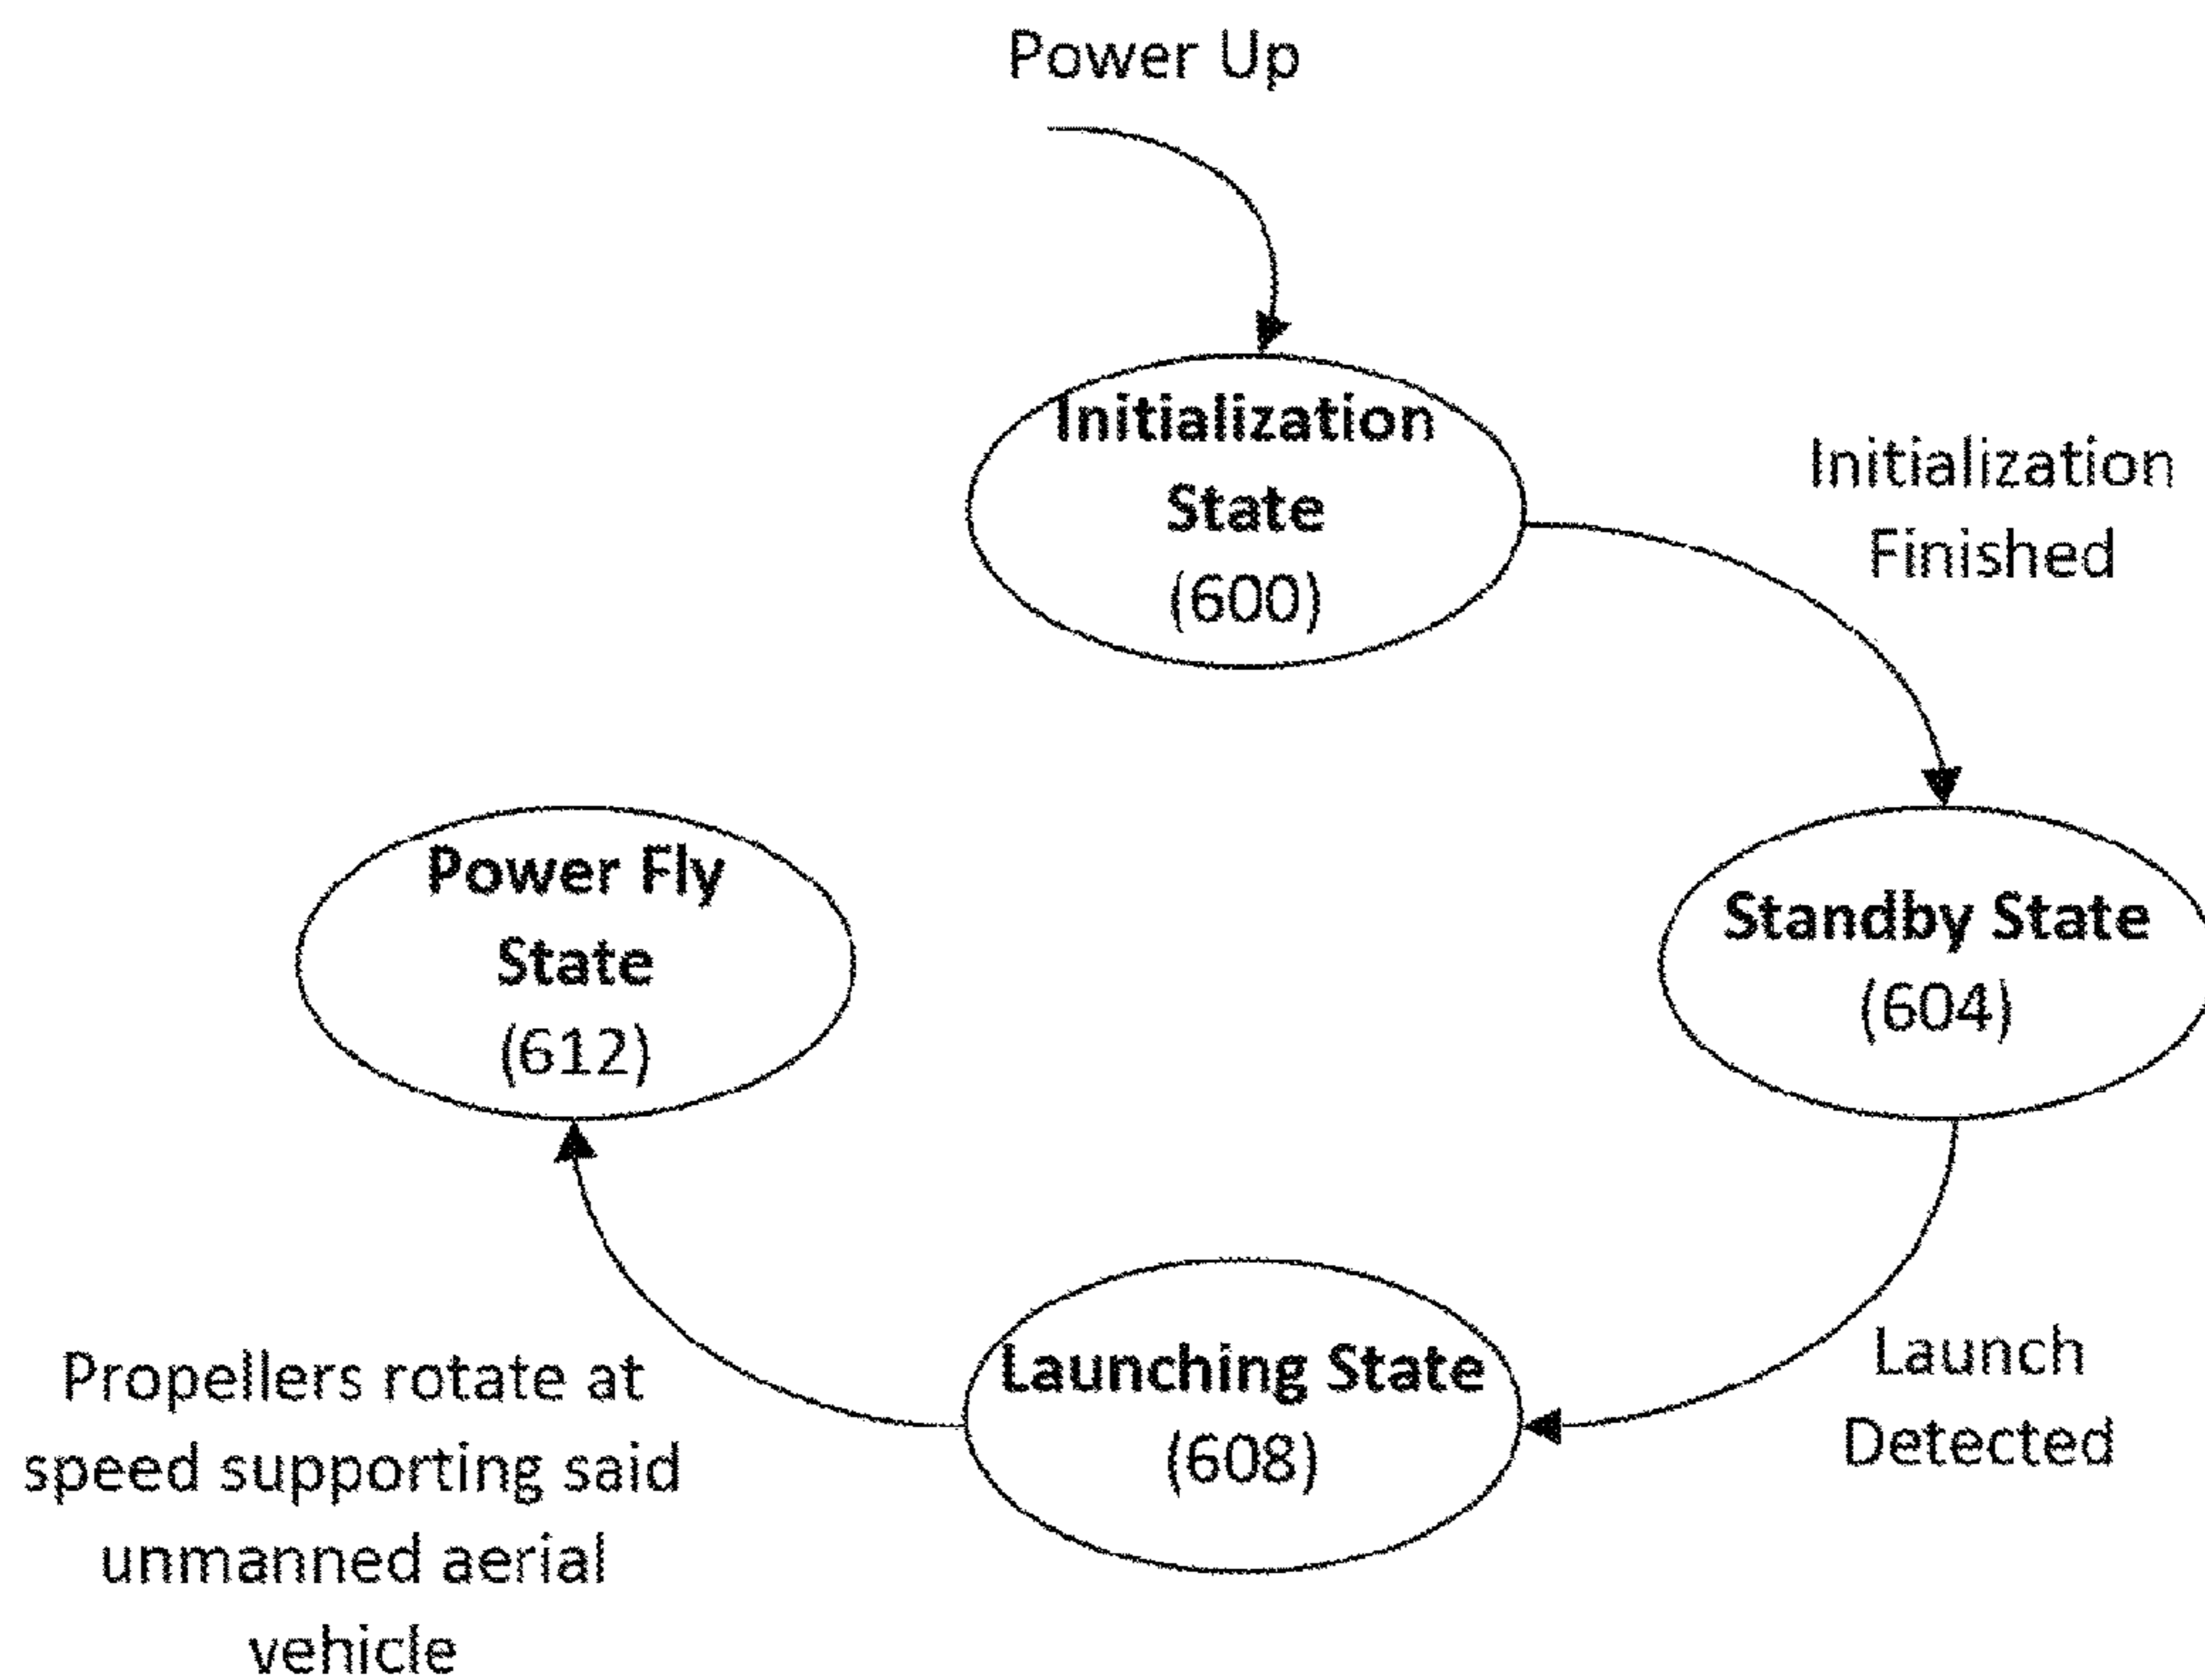 Power Up
Initialization
State
(600)
Initialization
Finished
Power Fly
State
(612)
Standby State
(604)
Launching State
(608)
Launch
Detected
Propellers rotate at
speed supporting said
unmanned aerial
vehicle